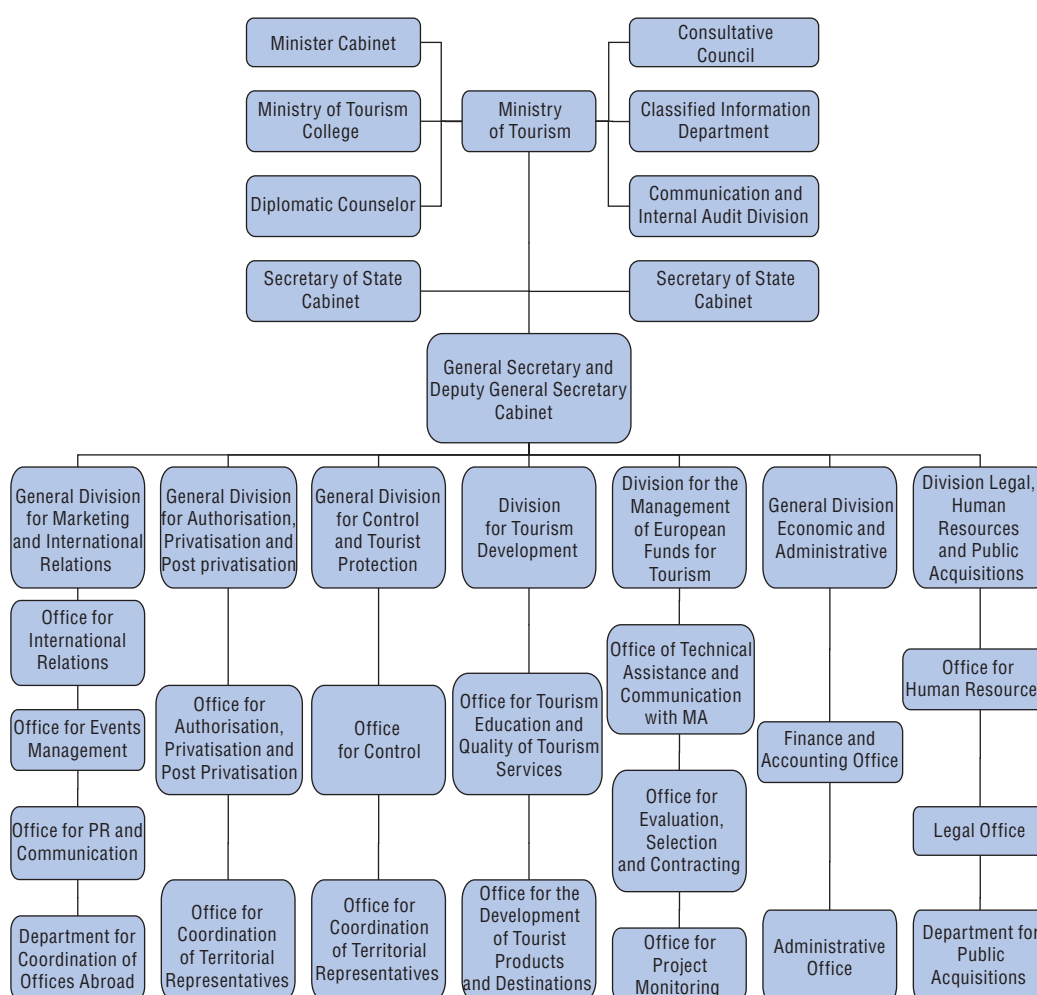 Minister Cabinet
Consultative
Council
Ministry of Tourism
College
Ministry
of Tourism
Classified Information
Department
Diplomatic Counselor
Communication and
Internal Audit Division
Secretary of State
Cabinet
Secretary of State
Cabinet
General Secretary and
Deputy General Secretary
Cabinet
General Division
for Marketing
and International
Relations
General Division
for Authorisation,
Privatisation and
Post privatisation
General Division
for Control
and Tourist
Protection
Division
for Tourism
Development
Division for the
Management
of European
Funds for
Tourism
General Division
Economic and
Administrative
Division Legal,
Human
Resources
and Public
Acquisitions
Office for
International
Relations
Office for Events
Management
Office for PR and
Communication
Department for
Coordination of
Offices Abroad
Office for
Authorisation,
Privatisation and
Post Privatisation
Office for
Coordination
of Territorial
Representatives
Office
for Control
Office for
Coordination
of Territorial
Representatives
Office for Tourism
Education and
Quality of Tourism
Services
Office for the
Development
of Tourist
Products
and Destinations
Office of Technical
Assistance and
Communication
with MA
Office for
Evaluation,
Selection
and Contracting
Office for
Project
Monitoring
Finance and
Accounting Office
Administrative
Office
Office for
Human Resource
Legal Office
Department for
Public
Acquisitions